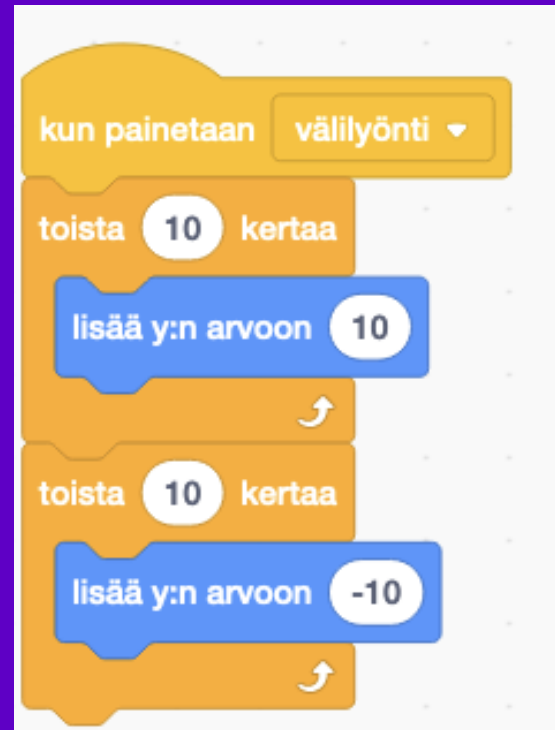 kun painetaan välilyönti
toista 10 kertaa
lisää y:n arvoon 10
toista 10 kertaa
lisää y:n arvoon -10